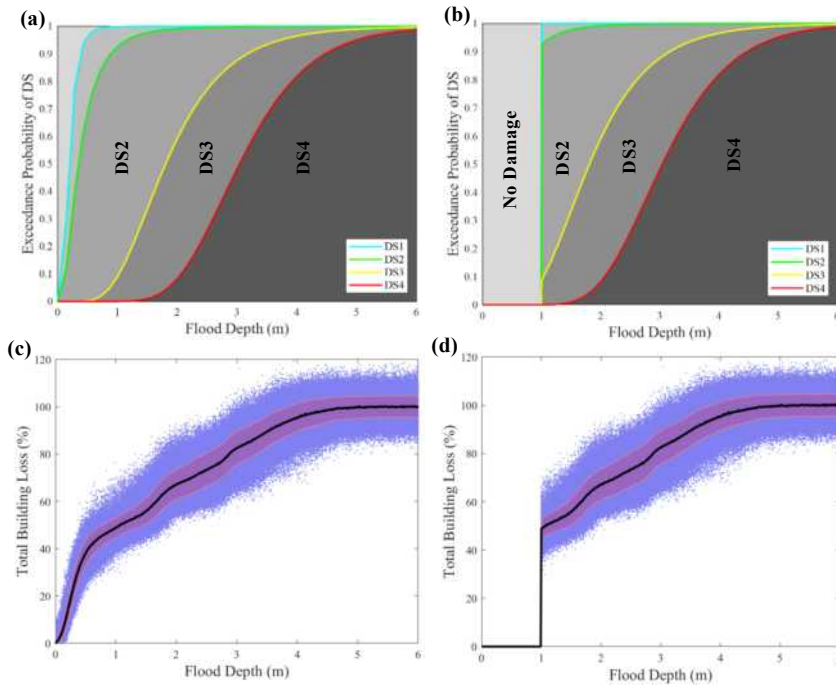 (a)
Exceedance Probability of DS
1
0.9
0.8
0.7
0.6
0.5
0.4
0.3
0.2
0.1
0
DS2
DS3
DS4
DS1
DS2
DS3
DS4
0 1 2 3 4 5 6
Flood Depth (m)
(b)
Exceedance Probability of DS
1
0.9
0.8
0.7
0.6
0.5
0.4
0.3
0.2
0.1
0
No Damage
DS2
DS3
DS4
DS1
DS2
DS3
DS4
0 1 2 3 4 5 6
Flood Depth (m)
(c)
Total Building Loss (%)
120
100
80
60
40
20
0
0 1 2 3 4 5 6
Flood Depth (m)
(d)
Total Building Loss (%)
120
100
80
60
40
20
0
0 1 2 3 4 5 6
Flood Depth (m)